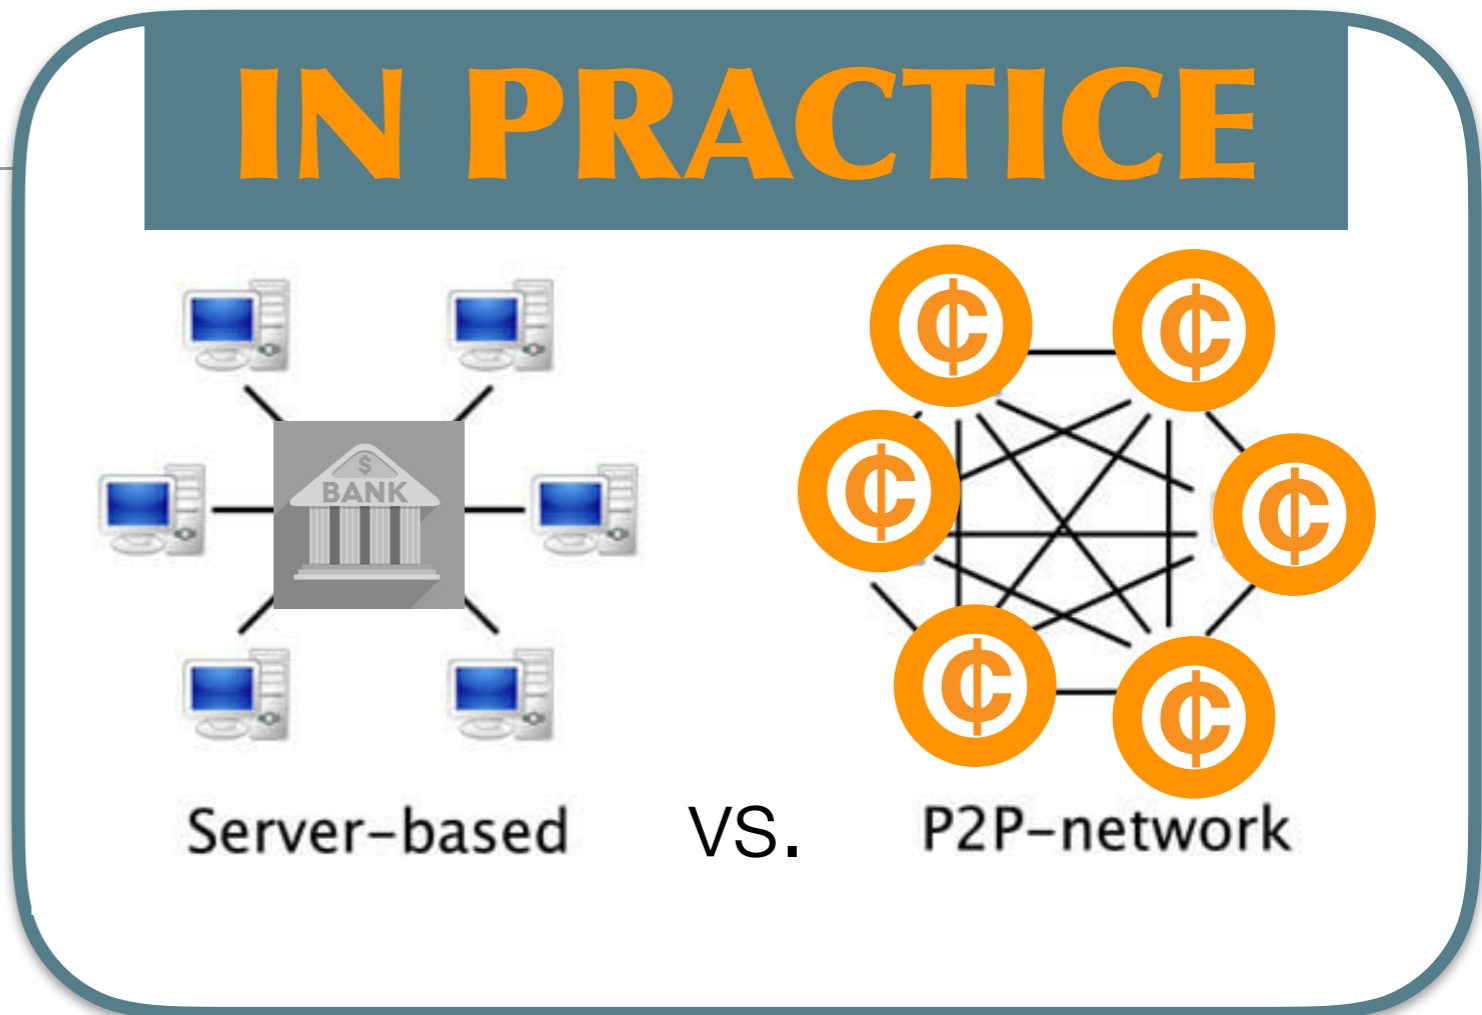 IN PRACTICE
$
BANK
₵ ₵
₵ ₵
₵ ₵
Server-based vs. P2P-network